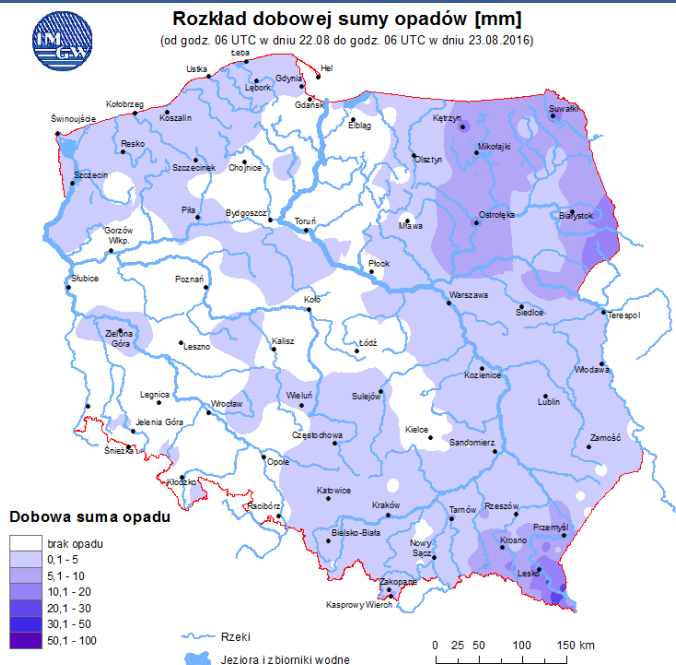 IMGW
Rozkład dobowej sumy opadów [mm]
(od godz. 06 UTC w dniu 22.08 do godz. 06 UTC w dniu 23.08.2016)
Łeba
Hel
Ustka
Gdynia
Lębork
Gdańsk
Kołobrzeg
Koszalin
Świnoujście
Elbląg
Kętrzyn
Suwałki
Resko
Szczecinek
Chojnice
Olsztyn
Mikołajki
Szczecin
Piła
Bydgoszcz
Toruń
Mława
Ostrołęka
Białystok
Gorzów
Wlkp.
Płock
Słubice
Poznań
Koło
Warszawa
Siedlce
Terespol
Zielona
Góra
Leszno
Kalisz
Łódź
Kozienice
Włodawa
Legnica
Wrocław
Wieluń
Sulejów
Lublin
Jelenia Góra
Częstochowa
Kielce
Sandomierz
Zamość
Śnieżka
Opole
Kłodzko
Katowice
Racibórz
Kraków
Tarnów
Rzeszów
Przemyśl
Bielsko-Biała
Nowy
Sącz
Krosno
Lesko
Zakopane
Kasprowy Wierch
Dobowa suma opadu
brak opadu
0,1 - 5
5,1 - 10
10,1 - 20
20,1 - 30
30,1 - 50
50,1 - 100
Rzeki
Jeziora i zbiorniki wodne
0 25 50 100 150 km